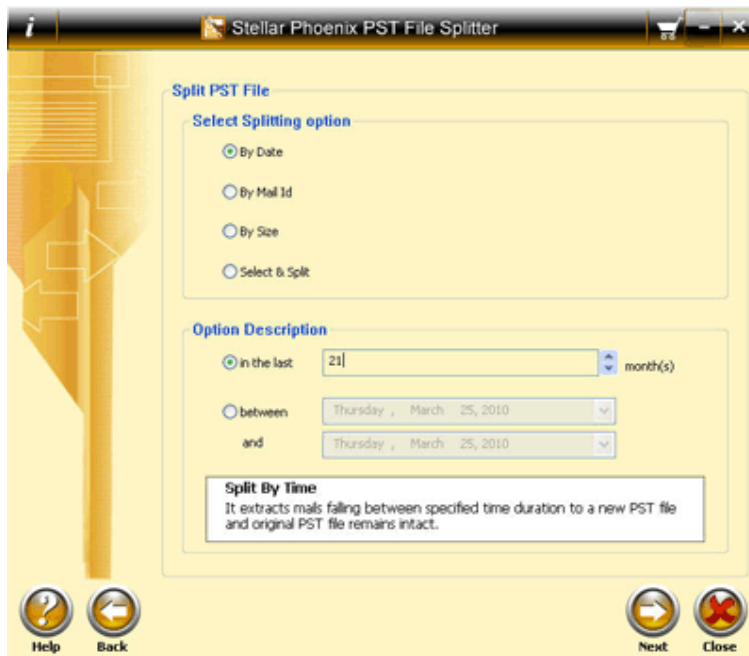 i Stellar Phoenix PST File Splitter
Split PST File
Select Splitting option
By Date
By Mail Id
By Size
Select & Split
Option Description
in the last 21 month(s)
between Thursday , March 25, 2010
and Thursday , March 25, 2010
Split By Time
It extracts mails falling between specified time duration to a new PST file
and original PST file remains intact.
Help Back Next Close